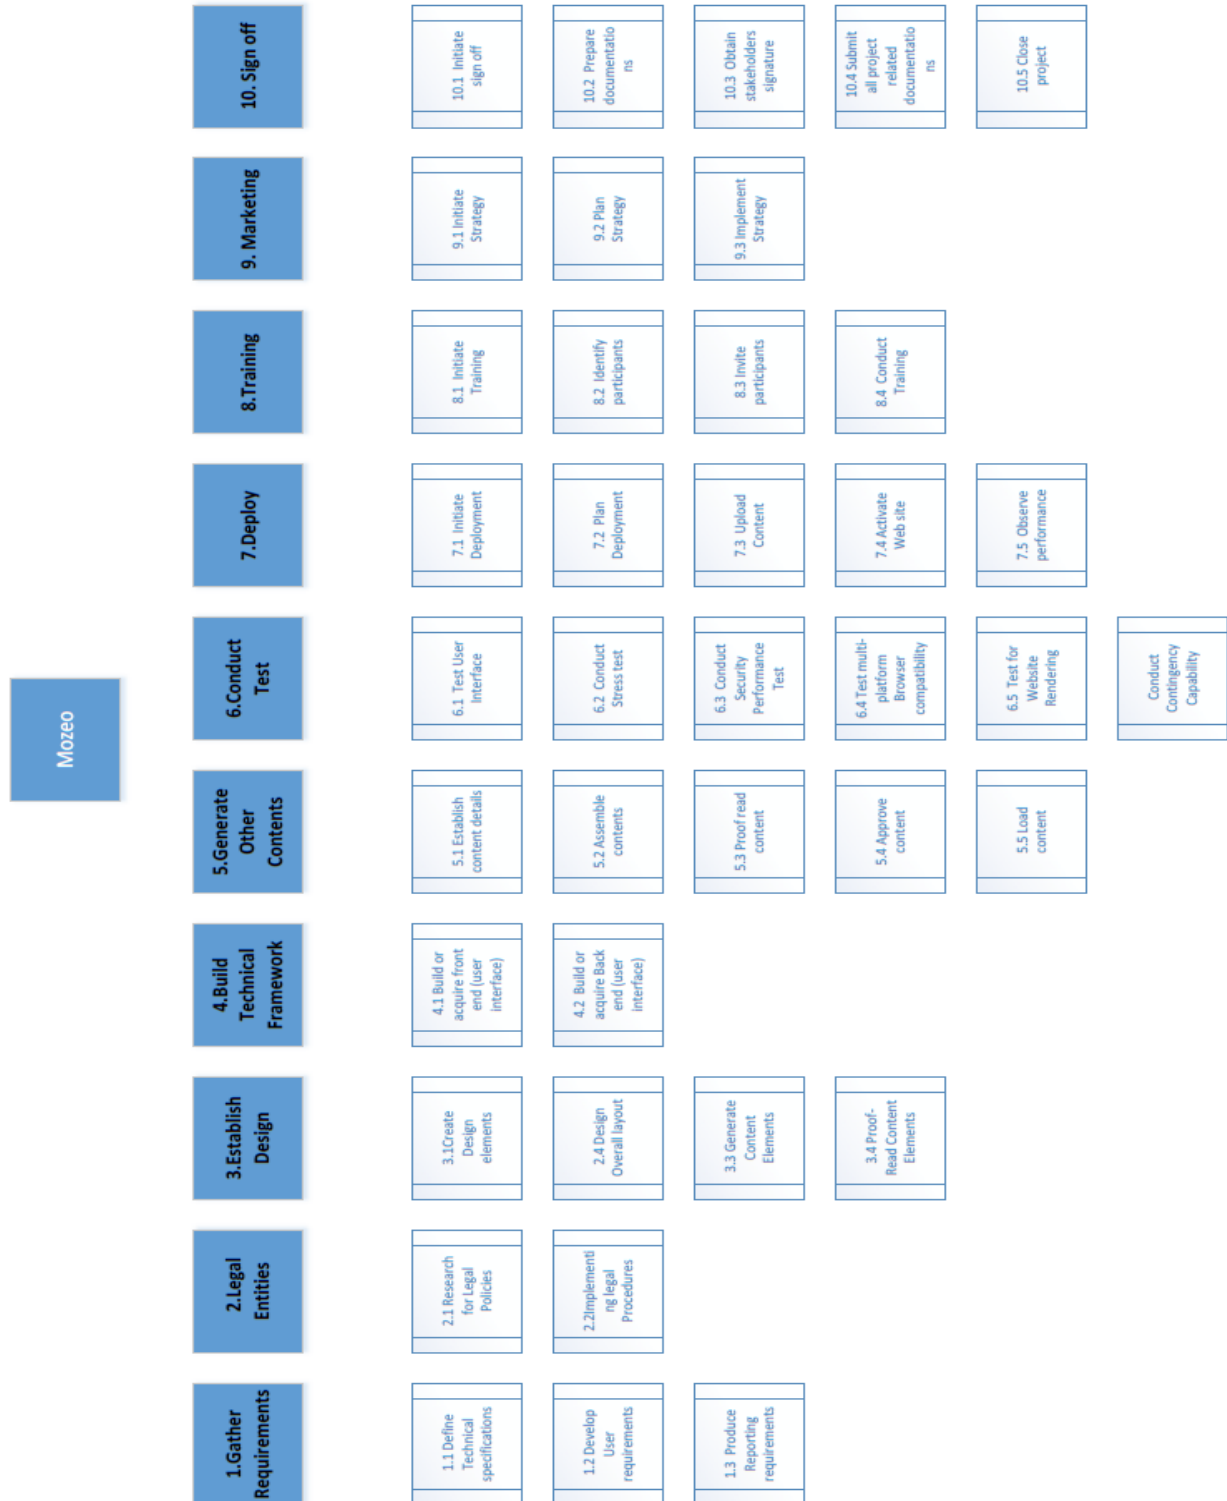 Mozeo
1.Gather
Requirements
2.Legal
Entities
3.Establish
Design
4.Build
Technical
Framework
5.Generate
Other
Contents
6.Conduct
Test
7.Deploy
8.Training
9. Marketing
10. Sign off
1.1 Define
Technical
specifications
2.1 Research
for Legal
Policies
3.1Create
Design
elements
4.1 Build or
acquire front
end (user
interface)
5.1 Establish
content details
6.1 Test User
Interface
7.1 Initiate
Deployment
8.1 Initiate
Training
9.1 Initiate
Strategy
10.1 Initiate
sign off
1.2 Develop
User
requirements
2.2Implementi
ng legal
Procedures
2.4 Design
Overall layout
4.2 Build or
acquire Back
end (user
interface)
5.2 Assemble
contents
6.2 Conduct
Stress test
7.2 Plan
Deployment
8.2 Identify
participants
9.2 Plan
Strategy
10.2 Prepare
documentatio
ns
1.3 Produce
Reporting
requirements
3.3 Generate
Content
Elements
5.3 Proof read
content
6.3 Conduct
Security
Performance
Test
7.3 Upload
Content
8.3 Invite
participants
9.3 Implement
Strategy
10.3 Obtain
stakeholders
signature
3.4 Proof-
Read Content
Elements
5.4 Approve
content
6.4 Test multi-
platform
Browser
compatibility
7.4 Activate
Web site
8.4 Conduct
Training
10.4 Submit
all project
related
documentatio
ns
5.5 Load
content
6.5 Test for
Website
Rendering
7.5 Observe
performance
10.5 Close
project
Conduct
Contingency
Capability